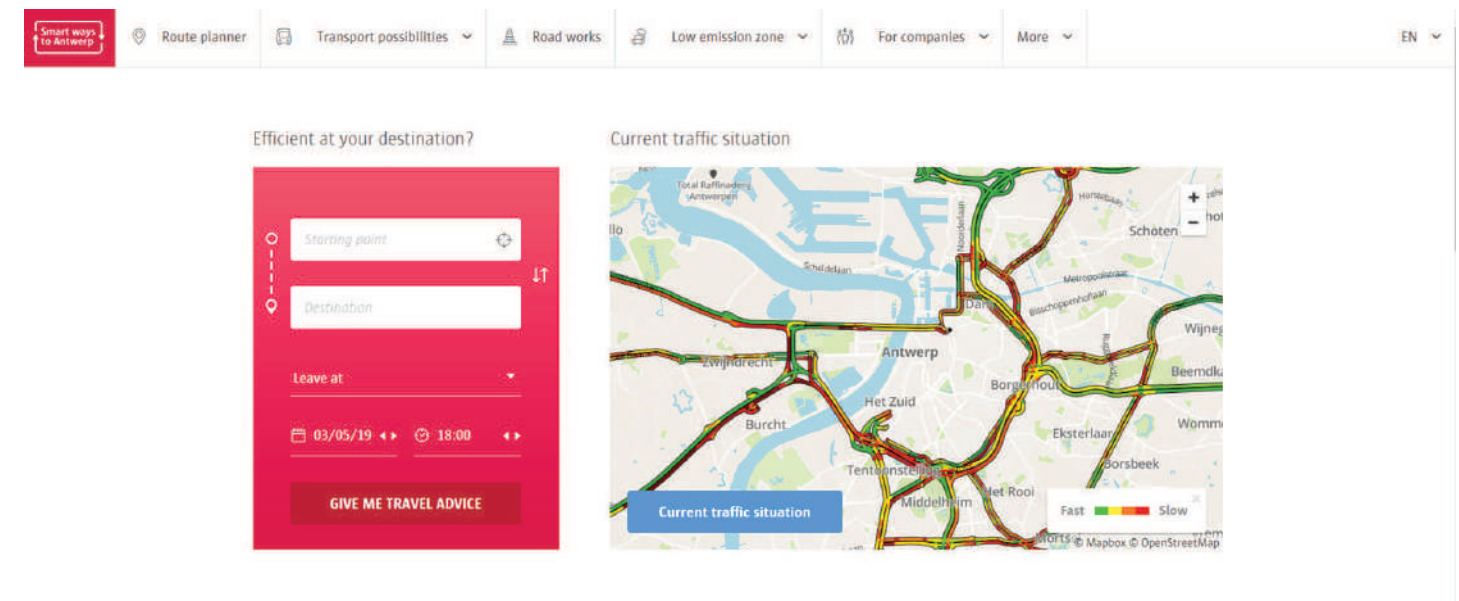 Smart ways
to Antwerp
Route planner
Transport possibilities
Road works
Low emission zone
For companies
More
EN
Efficient at your destination?
Current traffic situation
Starting point
Destination
Leave at
03/05/19
18:00
GIVE ME TRAVEL ADVICE
Total Raffinaderij
Antwerpen
Noorderlaan
Schoten
Scheldelaan
Metropoolstraat
Bisschoppenhoflaan
Dam
Wijneg
Antwerp
Zwijndrecht
Borgerhout
Beemdka
Het Zuid
Burcht
Eksterlaar
Womm
Borsbeek
Middelheim
Het Rooi
Current traffic situation
Fast
Slow
© Mapbox © OpenStreetMap
+
−